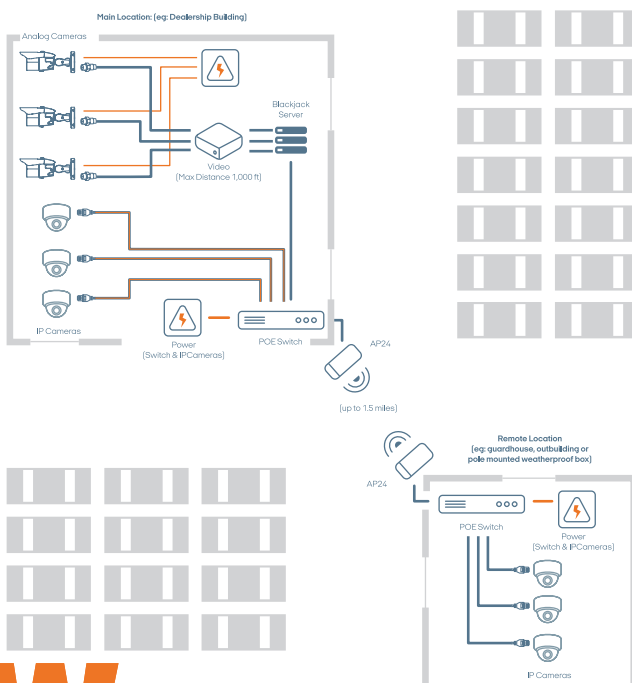 Main Location: (eg: Dealership Building)
Analog Cameras
Blackjack
Server
Video
(Max Distance 1,000 ft)
IP Cameras
Power
(Switch & IPCameras)
POE Switch
AP24
(up to 1.5 miles)
Remote Location
(eg: guardhouse, outbuilding or
pole mounted weatherproof box)
AP24
POE Switch
Power
(Switch & IPCameras)
IP Cameras